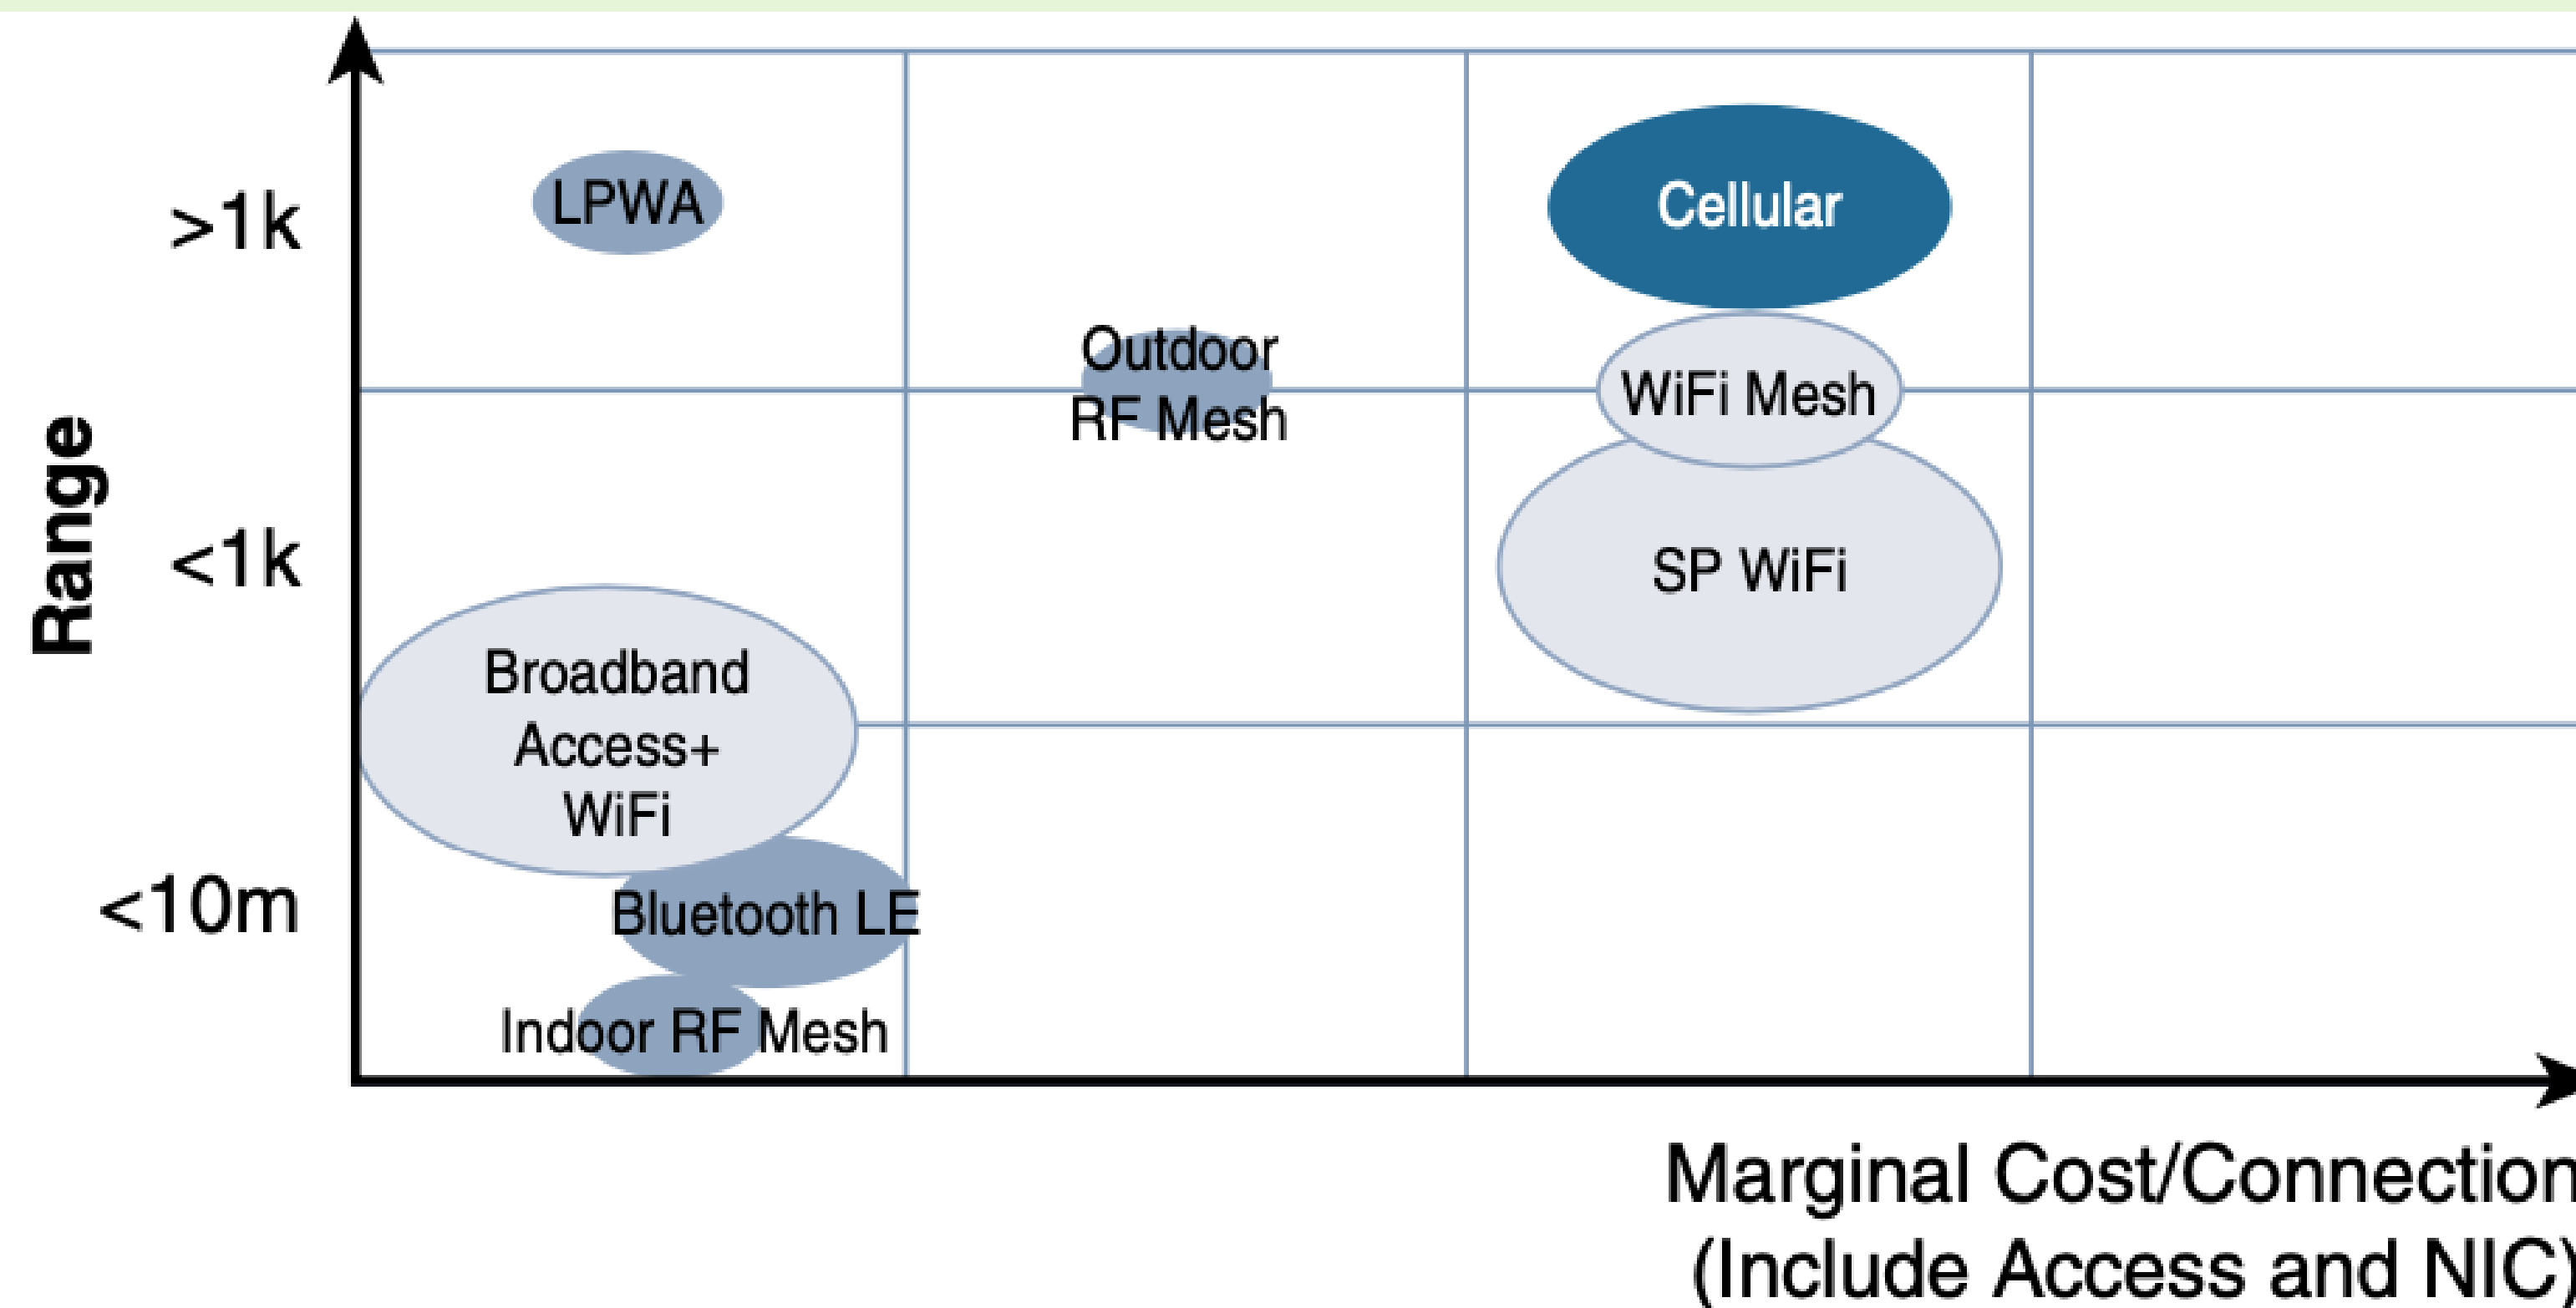 >1k
LPWA
Cellular
Outdoor
RF Mesh
WiFi Mesh
Range
<1k
SP WiFi
Broadband
Access+
WiFi
<10m
Bluetooth LE
Indoor RF Mesh
Marginal Cost/Connection
(Include Access and NIC)